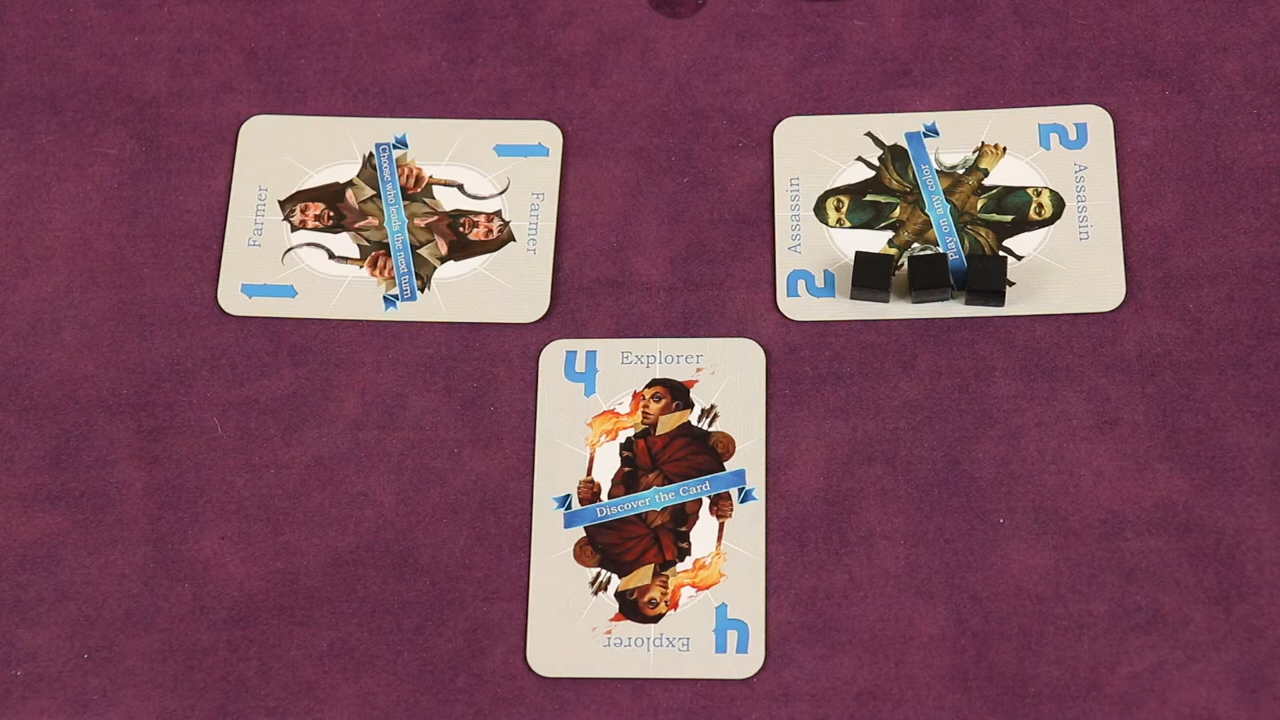 1
Farmer
Choose who leads the next turn
Farmer
1
2
Assassin
Play on any color
Assassin
2
4
Explorer
Discover the Card
Explorer
4